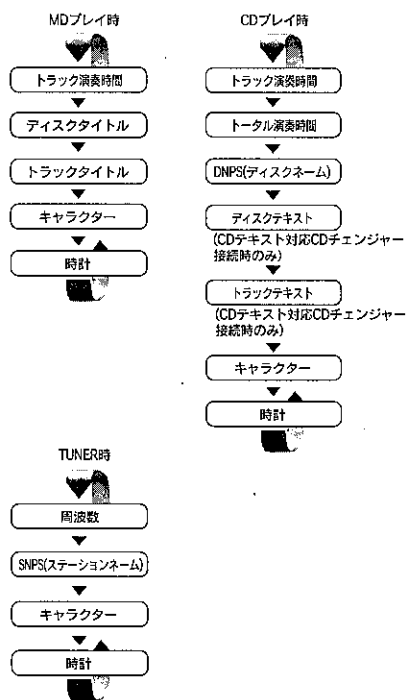 MDプレイ時
トラック演奏時間
ディスクタイトル
トラックタイトル
キャラクター
時計
CDプレイ時
トラック演奏時間
トータル演奏時間
DNPS(ディスクネーム)
ディスクテキスト
(CDテキスト対応CDチェンジャー
接続時のみ)
トラックテキスト
(CDテキスト対応CDチェンジャー
接続時のみ)
キャラクター
時計
TUNER時
周波数
SNPS(ステーションネーム)
キャラクター
時計